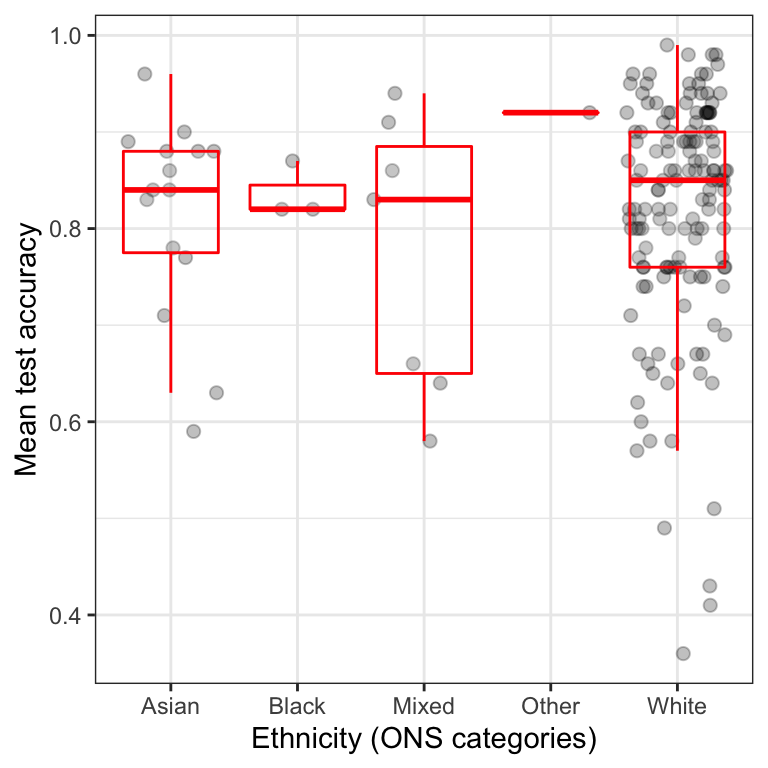 1.0
0.8
0.6
0.4
Mean test accuracy
Asian Black Mixed Other White
Ethnicity (ONS categories)